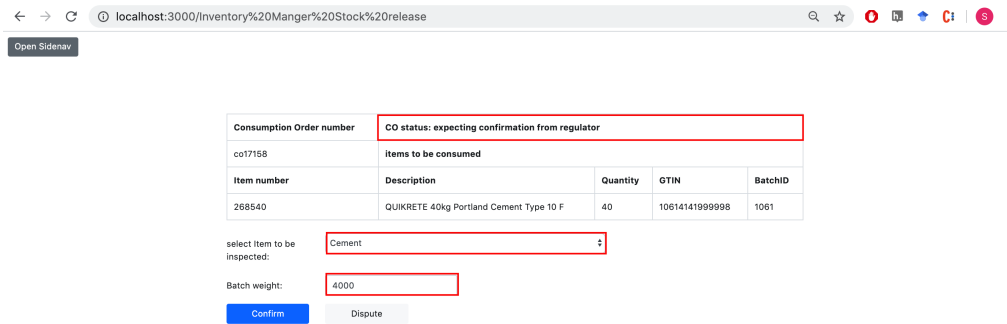 localhost:3000/Inventory%20Manger%20Stock%20release
Open Sidenav
Consumption Order number CO status: expecting confirmation from regulator
co17158 items to be consumed
Item number Description Quantity GTIN BatchID
268540 QUIKRETE 40kg Portland Cement Type 10 F 40 10614141999998 1061
select Item to be inspected: Cement
Batch weight: 4000
Confirm Dispute
h.
C
S